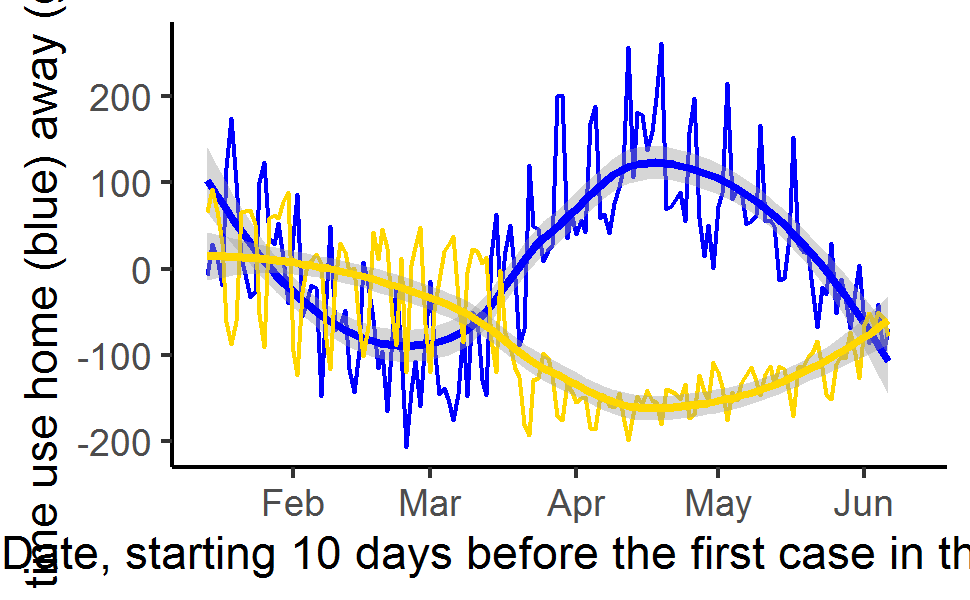 time use home (blue) away (
200
100
0
-100
-200
Feb Mar Apr May Jun
Date, starting 10 days before the first case in th